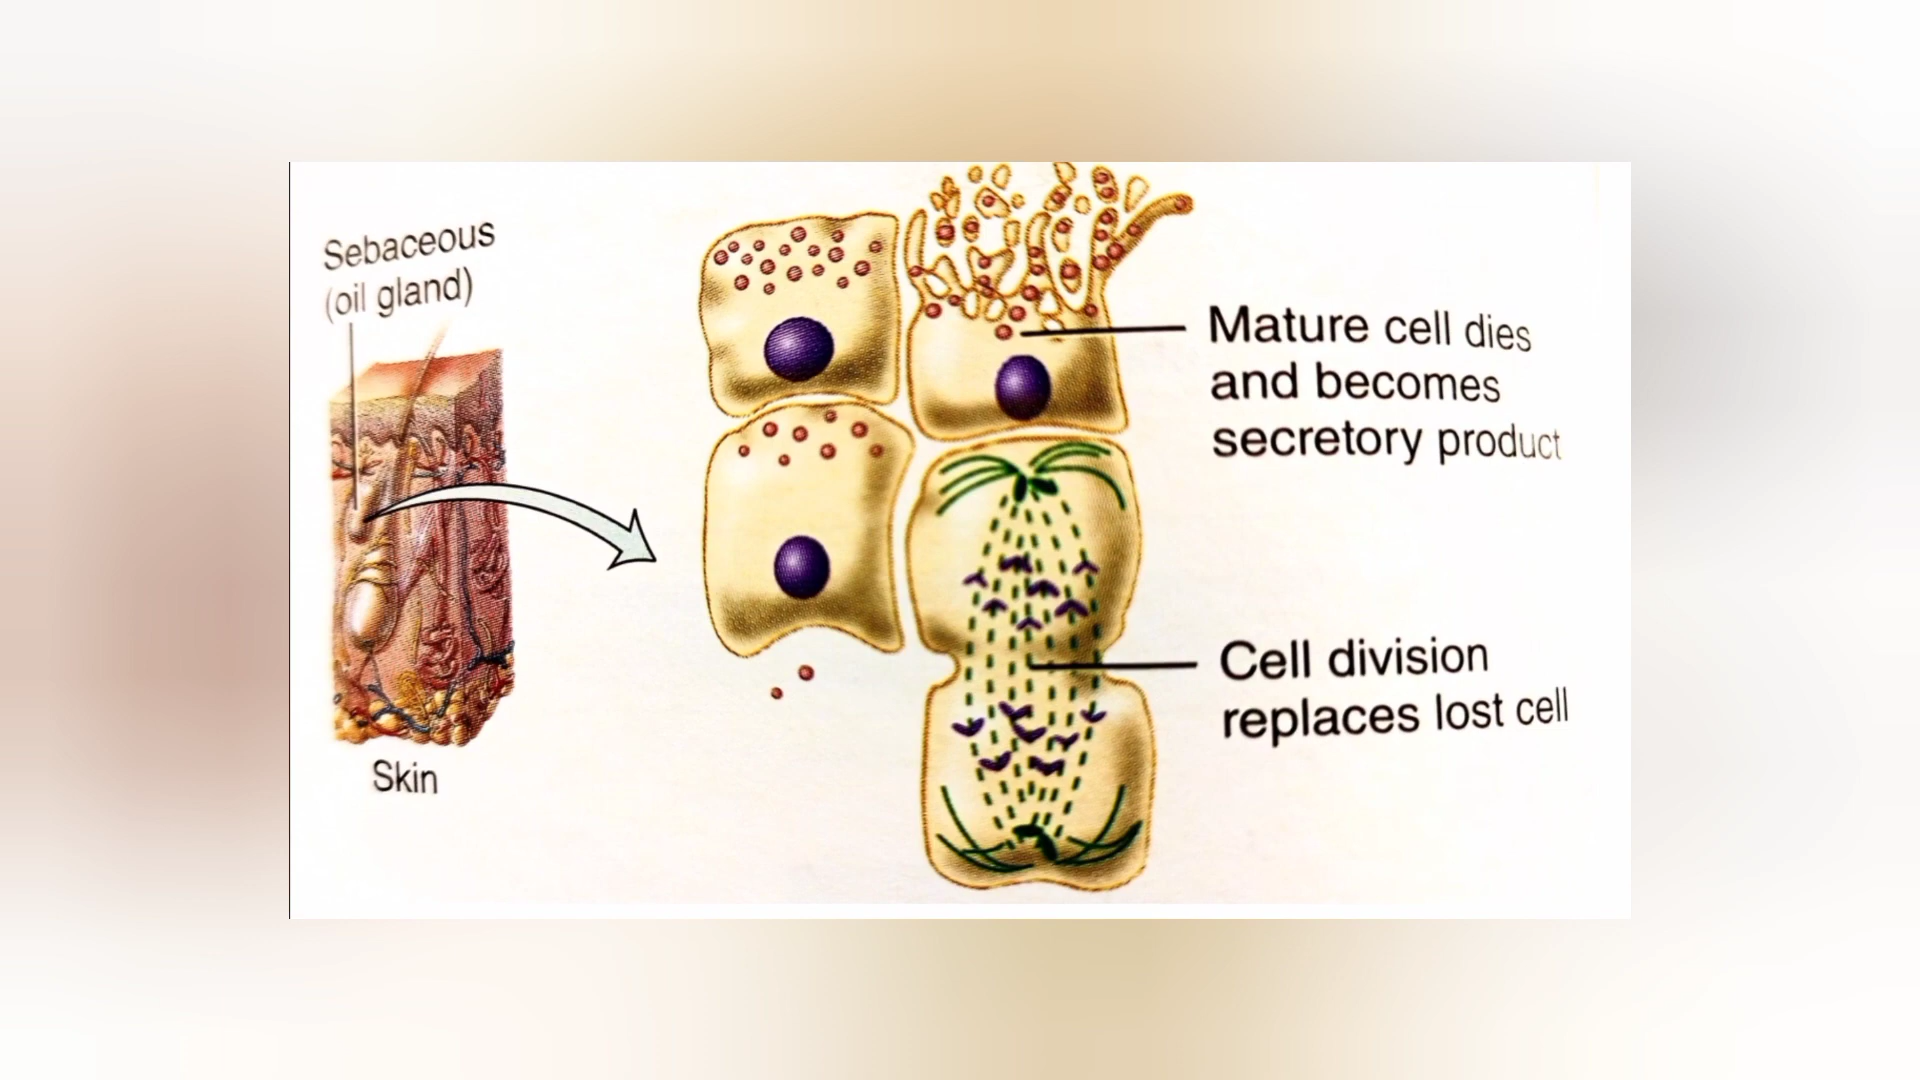 Sebaceous
(oil gland)
Skin
Mature cell dies
and becomes
secretory product
Cell division
replaces lost cell